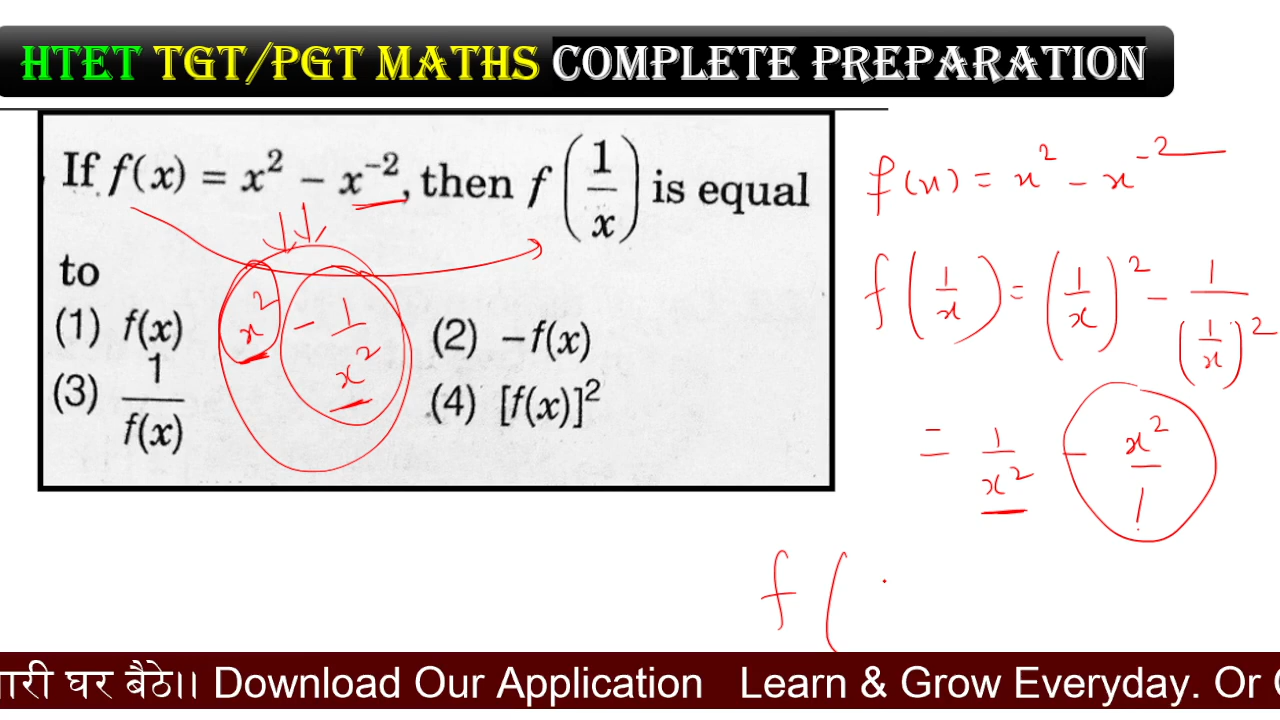 HTET TGT/PGT MATHS COMPLETE PREPARATION
If f(x) = x² − x⁻², then f(1/x) is equal
to
(1) f(x)
(2) −f(x)
(3) 1/f(x)
(4) [f(x)]²
x² − 1/x²
f(x) = x² − x⁻²
f(1/x) = (1/x)² − 1/(1/x)²
= 1/x² − x²/1
f(
ारी घर बैठे।। Download Our Application Learn & Grow Everyday. Or